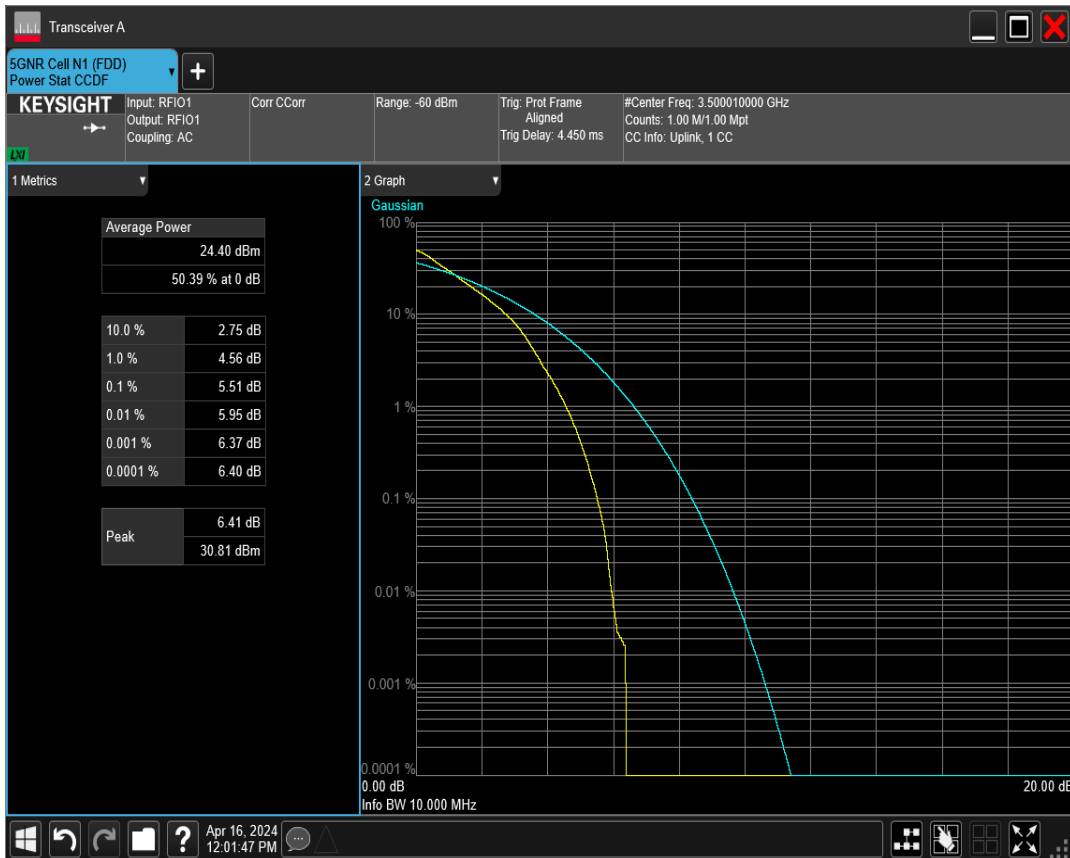 Transceiver A
5GNR Cell N1 (FDD)
Power Stat CCDF
+
KEYSIGHT
LXI
Input: RFIO1
Output: RFIO1
Coupling: AC
Corr CCorr
Range: -60 dBm
Trig: Prot Frame
Aligned
Trig Delay: 4.450 ms
#Center Freq: 3.500010000 GHz
Counts: 1.00 M/1.00 Mpt
CC Info: Uplink, 1 CC
1 Metrics
Average Power
24.40 dBm
50.39 % at 0 dB
10.0 % 2.75 dB
1.0 % 4.56 dB
0.1 % 5.51 dB
0.01 % 5.95 dB
0.001 % 6.37 dB
0.0001 % 6.40 dB
Peak
6.41 dB
30.81 dBm
2 Graph
Gaussian
100 %
10 %
1 %
0.1 %
0.01 %
0.001 %
0.0001 %
0.00 dB 20.00 dB
Info BW 10.000 MHz
?
Apr 16, 2024
12:01:47 PM